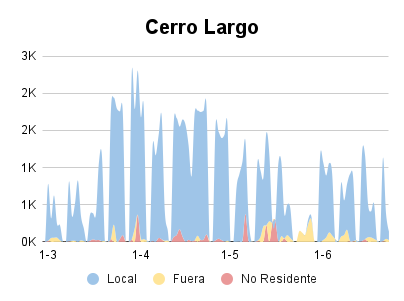 Cerro Largo
3K
2K
2K
1K
1K
0K
1-3 1-4 1-5 1-6
Local Fuera No Residente